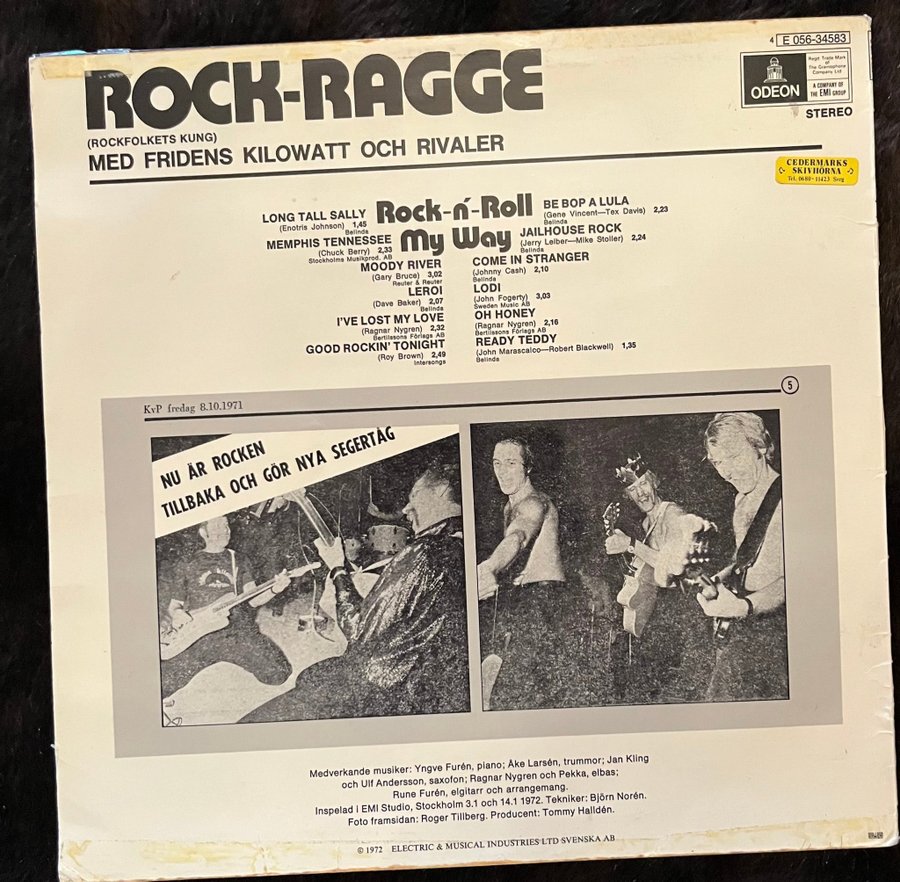 4 E 056-34583
ROCK-RAGGE
Regd Trade Mark
of The Gramophone
Company Ltd
ODEON
A COMPANY OF
THE EMI GROUP
STEREO
(ROCKFOLKETS KUNG)
MED FRIDENS KILOWATT OCH RIVALER
CEDERMARKS
SKIVHÖRNA
Tel. 0680-11423 Sveg
Rock-n'-Roll
My Way
LONG TALL SALLY
(Enotris Johnson) 1,45
Belinda
MEMPHIS TENNESSEE
(Chuck Berry) 2,33
Stockholms Musikprod. AB
MOODY RIVER
(Gary Bruce) 3,02
Reuter & Reuter
LEROI
(Dave Baker) 2,07
Belinda
I'VE LOST MY LOVE
(Ragnar Nygren) 2,32
Bertilssons Förlags AB
GOOD ROCKIN' TONIGHT
(Roy Brown) 2,49
Intersongs
BE BOP A LULA
(Gene Vincent—Tex Davis) 2,23
Belinda
JAILHOUSE ROCK
(Jerry Leiber—Mike Stoller) 2,24
Belinda
COME IN STRANGER
(Johnny Cash) 2,10
LODI
(John Fogerty) 3,03
Sweden Music AB
OH HONEY
(Ragnar Nygren) 2,16
Bertilssons Förlags AB
READY TEDDY
(John Marascalco—Robert Blackwell) 1,35
Belinda
KvP fredag 8.10.1971
5
NU ÄR ROCKEN
TILLBAKA OCH GÖR NYA SEGERTÅG
Medverkande musiker: Yngve Furén, piano; Åke Larsén, trummor; Jan Kling
och Ulf Andersson, saxofon; Ragnar Nygren och Pekka, elbas;
Rune Furén, elgitarr och arrangemang.
Inspelad i EMI Studio, Stockholm 3.1 och 14.1 1972. Tekniker: Björn Norén.
Foto framsidan: Roger Tillberg. Producent: Tommy Halldén.
© 1972 ELECTRIC & MUSICAL INDUSTRIES LTD SVENSKA AB